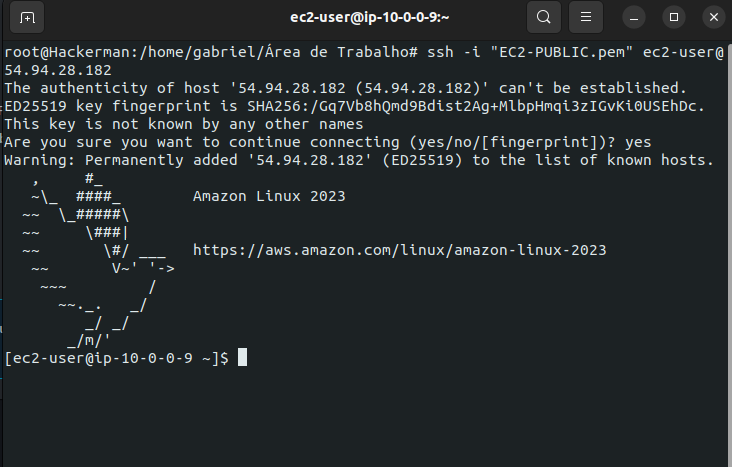 ec2-user@ip-10-0-0-9:~
root@Hackerman:/home/gabriel/Área de Trabalho# ssh -i "EC2-PUBLIC.pem" ec2-user@
54.94.28.182
The authenticity of host '54.94.28.182 (54.94.28.182)' can't be established.
ED25519 key fingerprint is SHA256:/Gq7Vb8hQmd9Bdist2Ag+MlbpHmqi3zIGvKi0USEhDc.
This key is not known by any other names
Are you sure you want to continue connecting (yes/no/[fingerprint])? yes
Warning: Permanently added '54.94.28.182' (ED25519) to the list of known hosts.
   ,     #_
   ~\_  ####_        Amazon Linux 2023
  ~~  \_#####\
  ~~     \###|
  ~~       \#/ ___   https://aws.amazon.com/linux/amazon-linux-2023
   ~~       V~' '->
    ~~~         /
      ~~._.   _/
         _/ _/
       _/m/'
[ec2-user@ip-10-0-0-9 ~]$